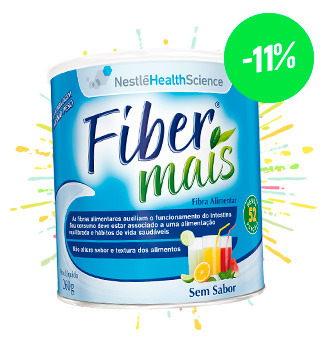 -11%
NestléHealthScience
Fiber
mais
®
Fibra Alimentar
As fibras alimentares auxiliam o funcionamento do intestino
Seu consumo deve estar associado a uma alimentação
equilibrada e hábitos de vida saudáveis
Não altera sabor e textura dos alimentos
52
260g
Sem Sabor